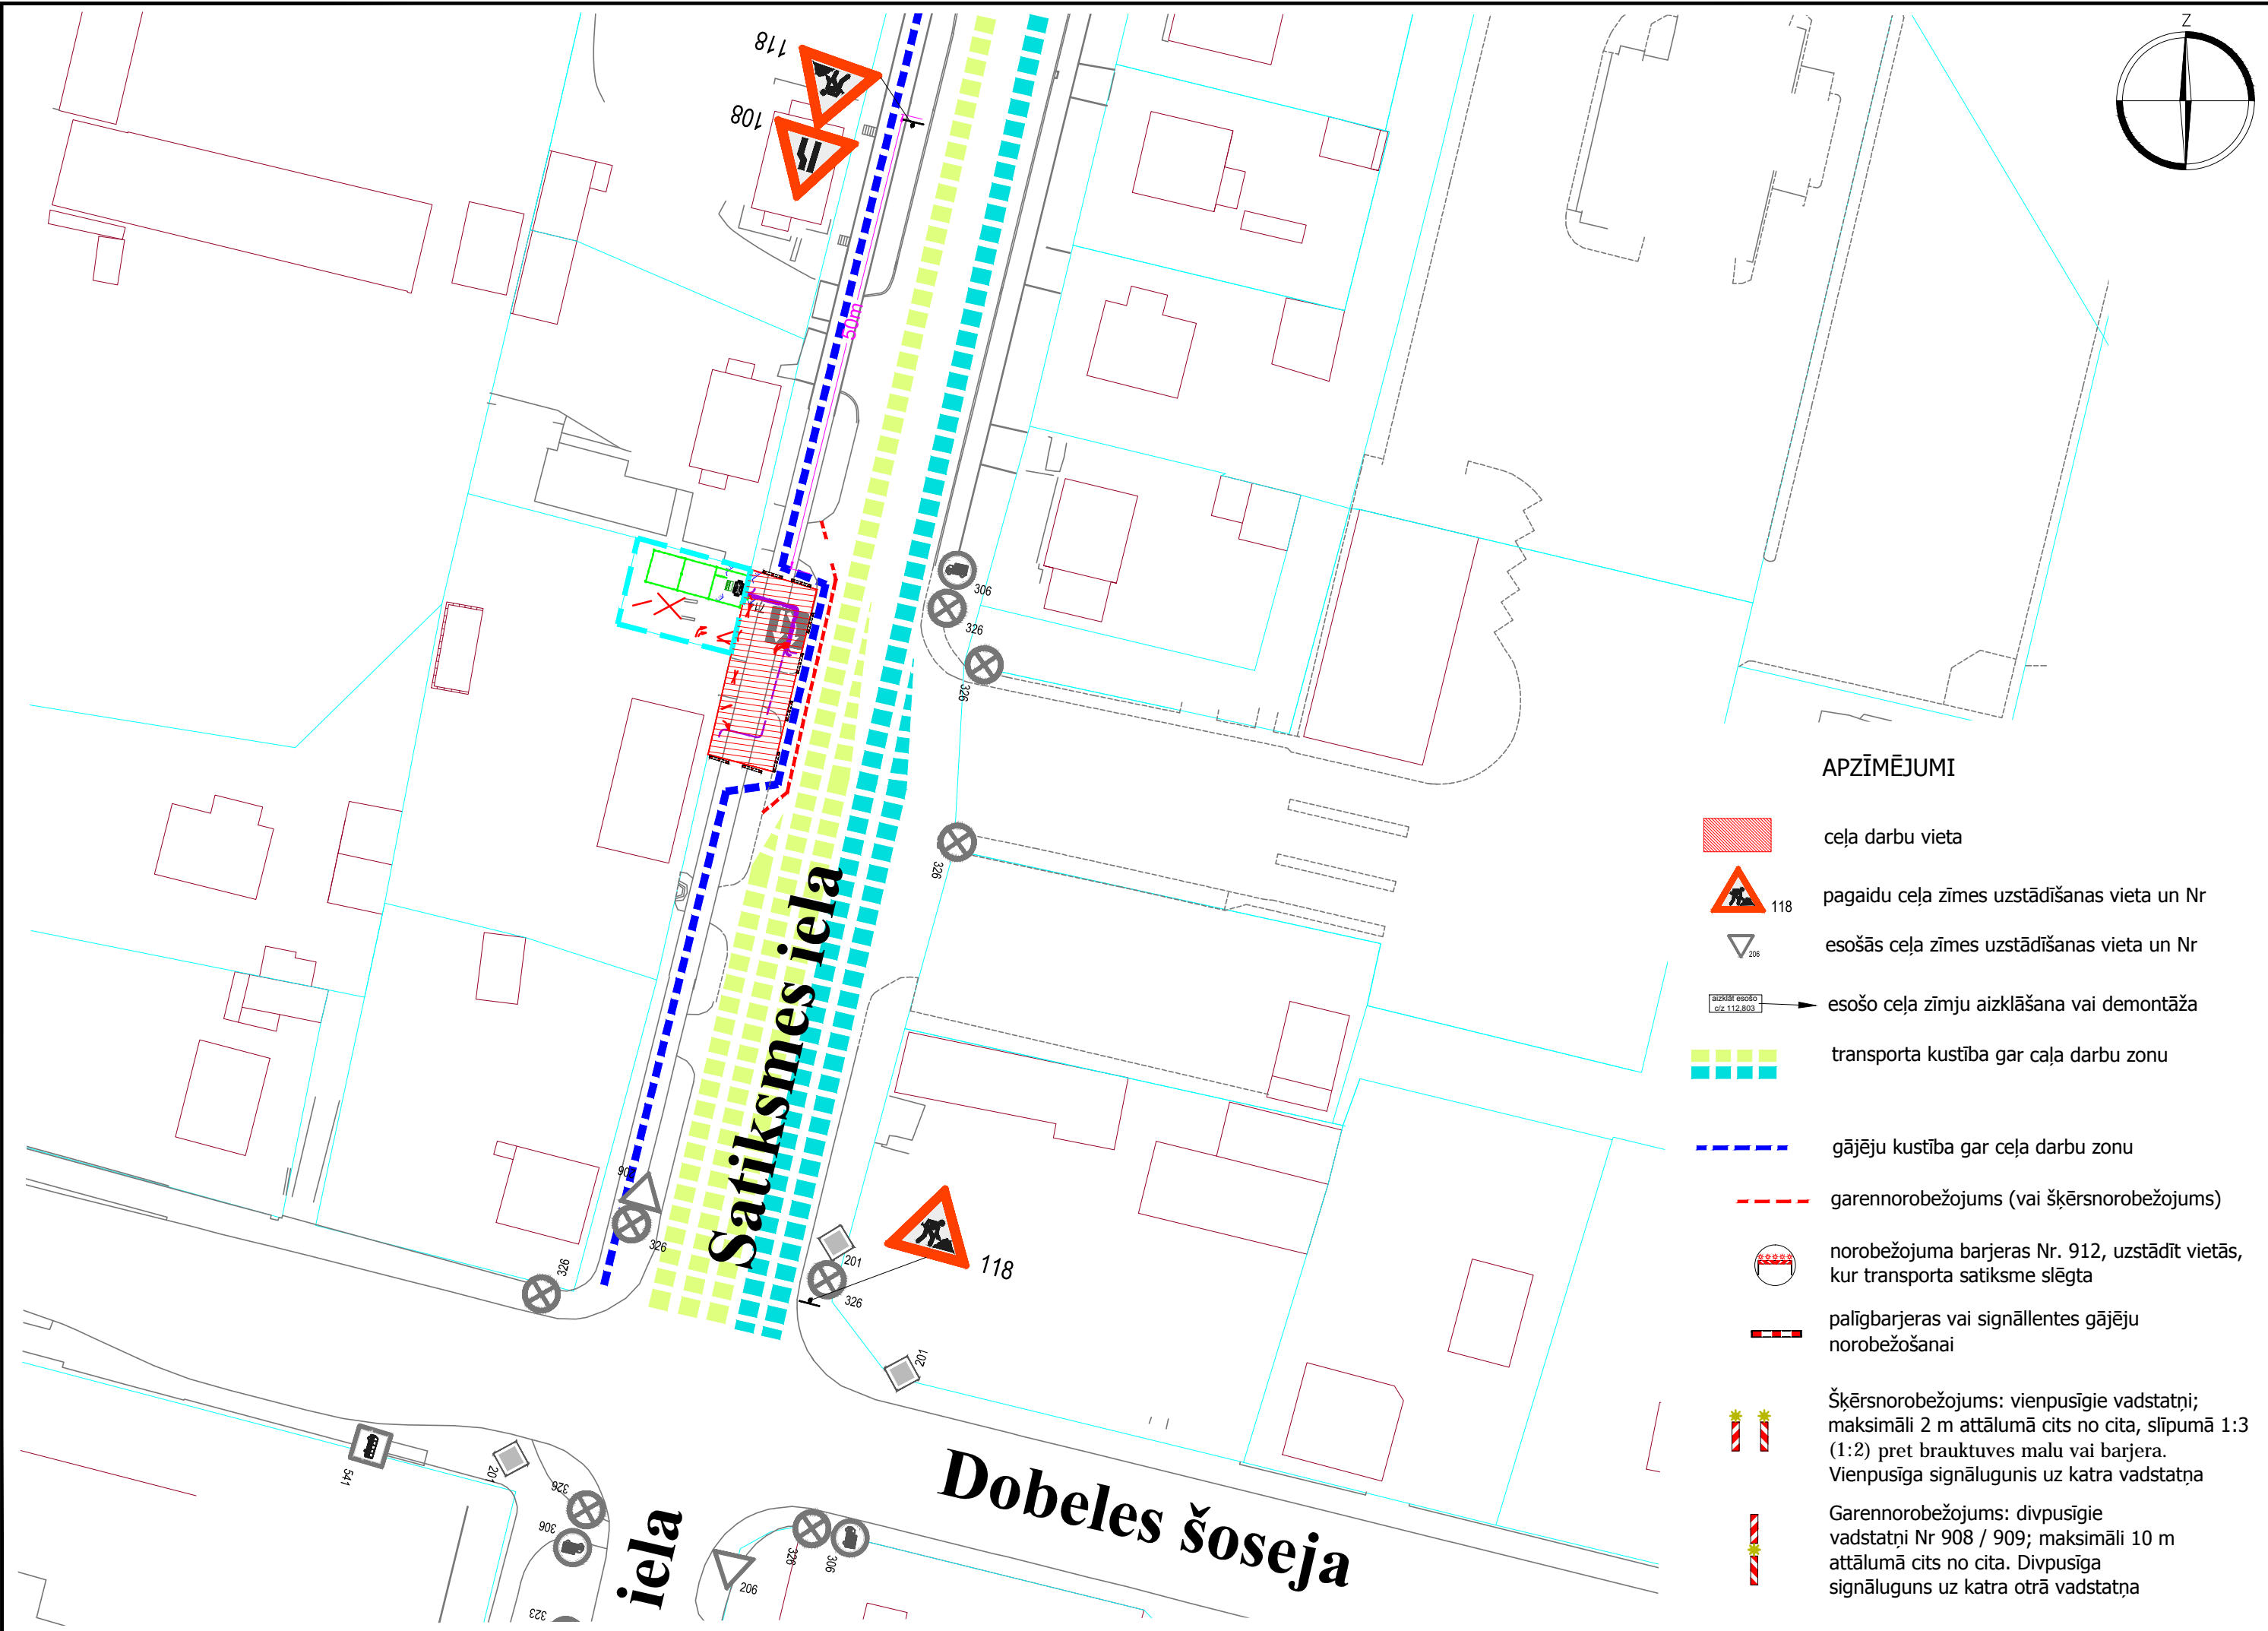 Z
118
108
50m
71
306
326
326
326
APZĪMĒJUMI
ceļa darbu vieta
118
pagaidu ceļa zīmes uzstādīšanas vieta un Nr
206
esošās ceļa zīmes uzstādīšanas vieta un Nr
aizklāt esošo
c/z 112,803
esošo ceļa zīmju aizklāšana vai demontāža
transporta kustība gar caļa darbu zonu
gājēju kustība gar ceļa darbu zonu
garennorobežojums (vai šķērsnorobežojums)
norobežojuma barjeras Nr. 912, uzstādīt vietās,
kur transporta satiksme slēgta
palīgbarjeras vai signāllentes gājēju
norobežošanai
Šķērsnorobežojums: vienpusīgie vadstatņi;
maksimāli 2 m attālumā cits no cita, slīpumā 1:3
(1:2) pret brauktuves malu vai barjera.
Vienpusīga signālugunis uz katra vadstatņa
Garennorobežojums: divpusīgie
vadstatņi Nr 908 / 909; maksimāli 10 m
attālumā cits no cita. Divpusīga
signāluguns uz katra otrā vadstatņa
Satiksmes iela
326
326
201
326
118
201
541
201
326
306
323
iela
206
326
306
Dobeles šoseja